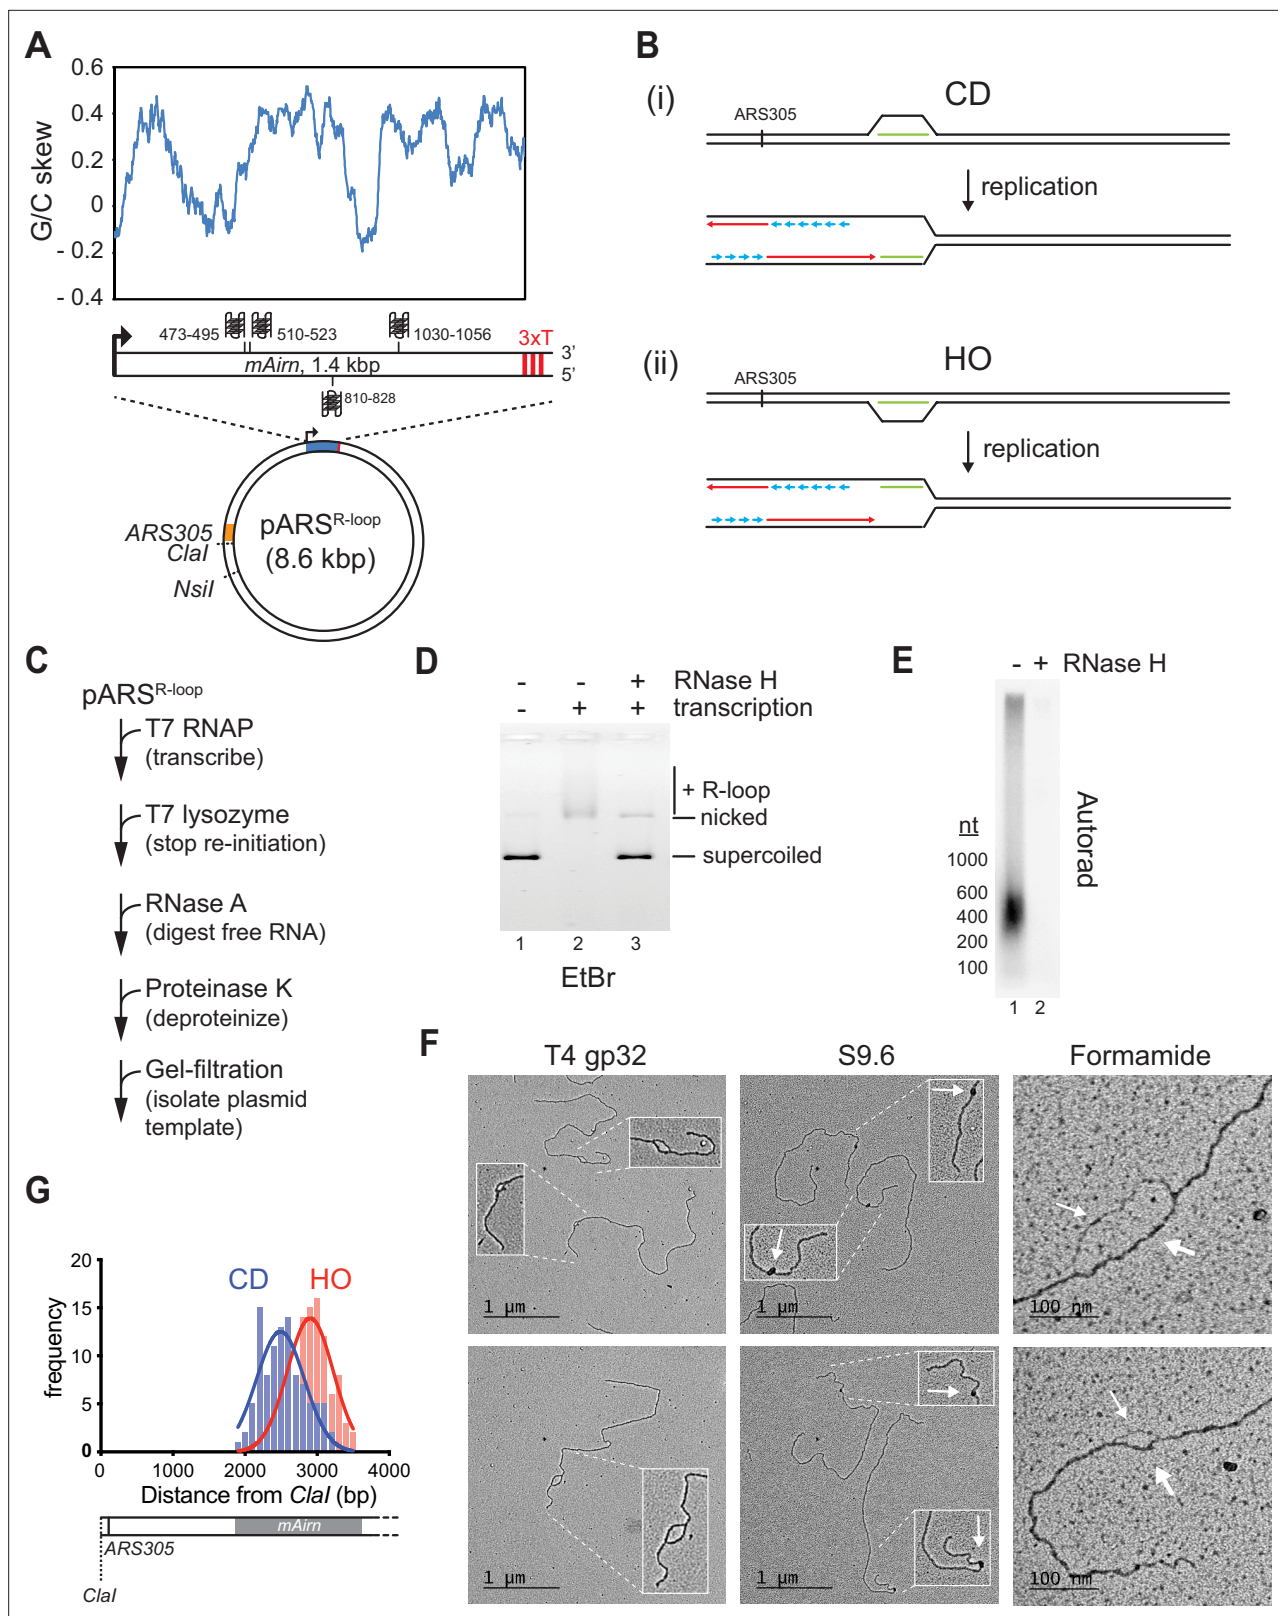 A
0.6
0.4
0.2
0
- 0.2
- 0.4
G/C skew
473-495
510-523
1030-1056
3xT
mAirn, 1.4 kbp
3'
5'
810-828
ARS305
ClaI
NsiI
pARS^R-loop
(8.6 kbp)
B
(i)
CD
ARS305
replication
(ii)
HO
ARS305
replication
C
pARS^R-loop
T7 RNAP
(transcribe)
T7 lysozyme
(stop re-initiation)
RNase A
(digest free RNA)
Proteinase K
(deproteinize)
Gel-filtration
(isolate plasmid
template)
D
- - + RNase H
- + + transcription
+ R-loop
nicked
supercoiled
1 2 3
EtBr
E
- + RNase H
nt
1000
600
400
200
100
Autorad
1 2
F
T4 gp32
S9.6
Formamide
1 µm
1 µm
100 nm
1 µm
1 µm
100 nm
G
20
15
10
5
0
frequency
CD
HO
0 1000 2000 3000 4000
Distance from ClaI (bp)
mAirn
ARS305
ClaI